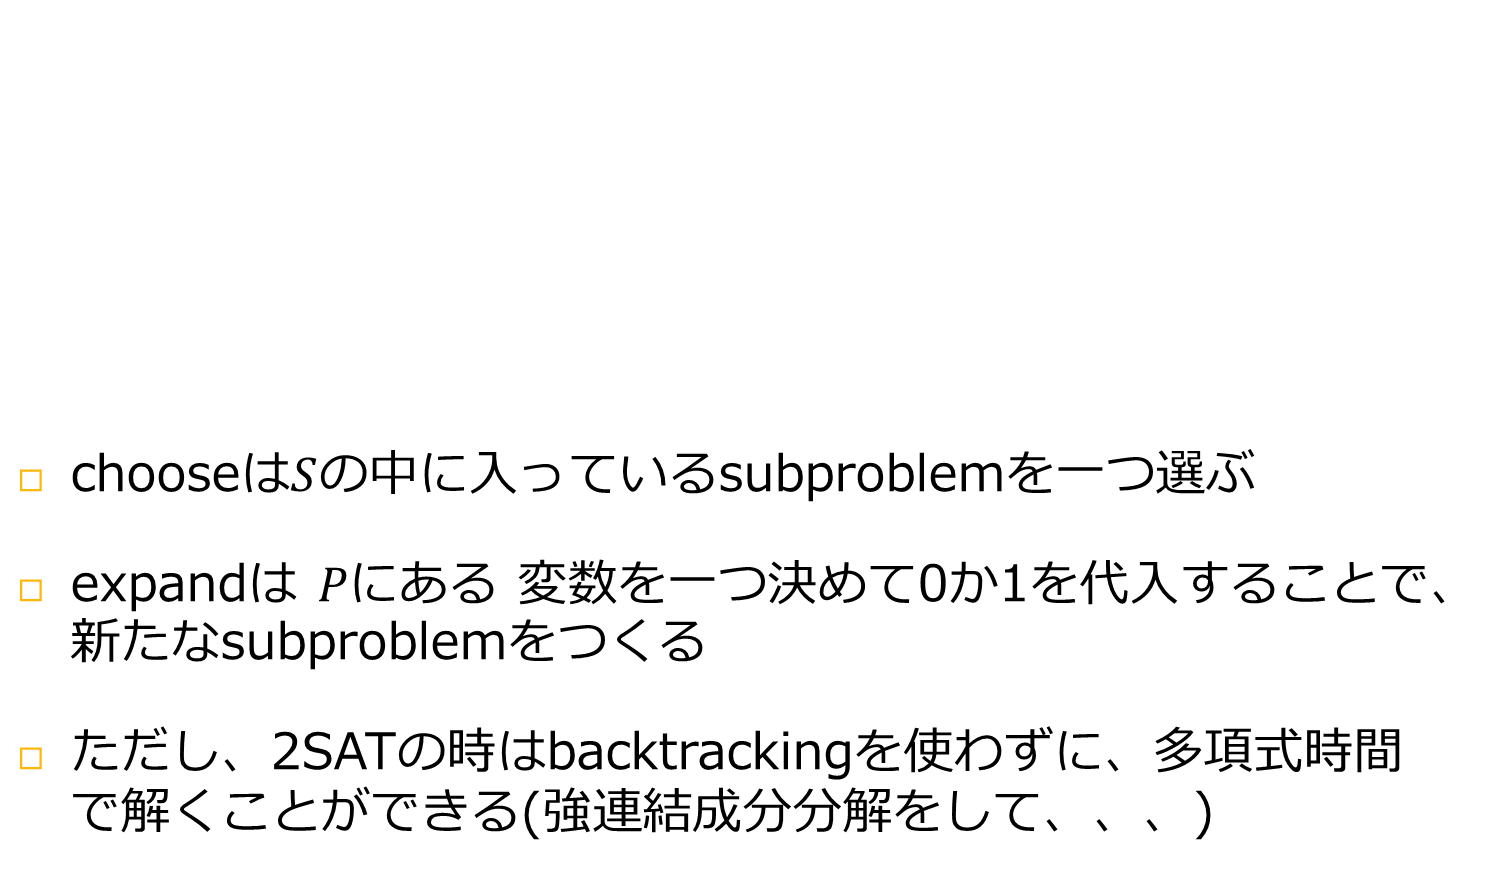 chooseはSの中に入っているsubproblemを一つ選ぶ
expandは Pにある 変数を一つ決めて0か1を代入することで、
新たなsubproblemをつくる
ただし、2SATの時はbacktrackingを使わずに、多項式時間
で解くことができる(強連結成分分解をして、、、)